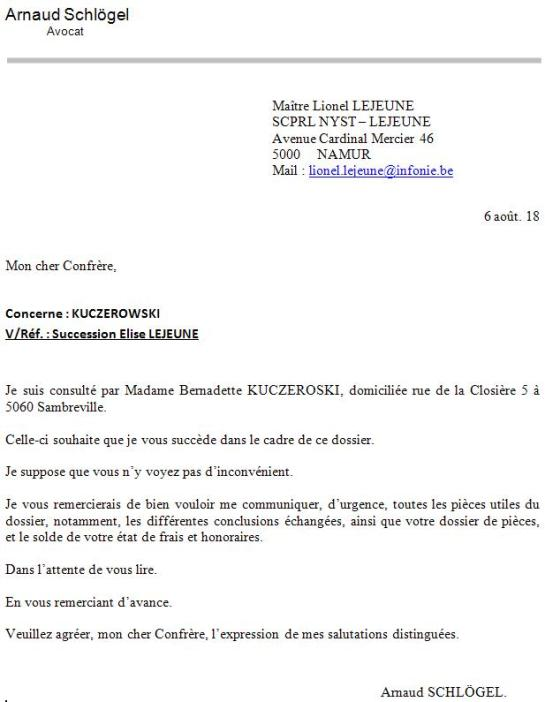 Arnaud Schlögel
Avocat
Maître Lionel LEJEUNE
SCPRL NYST – LEJEUNE
Avenue Cardinal Mercier 46
5000 NAMUR
Mail : lionel.lejeune@infonie.be
6 août. 18
Mon cher Confrère,
Concerne : KUCZEROWSKI
V/Réf. : Succession Elise LEJEUNE
Je suis consulté par Madame Bernadette KUCZEROSKI, domiciliée rue de la Closière 5 à
5060 Sambreville.
Celle-ci souhaite que je vous succède dans le cadre de ce dossier.
Je suppose que vous n’y voyez pas d’inconvénient.
Je vous remercierais de bien vouloir me communiquer, d’urgence, toutes les pièces utiles du
dossier, notamment, les différentes conclusions échangées, ainsi que votre dossier de pièces,
et le solde de votre état de frais et honoraires.
Dans l’attente de vous lire.
En vous remerciant d’avance.
Veuillez agréer, mon cher Confrère, l’expression de mes salutations distinguées.
Arnaud SCHLÖGEL.